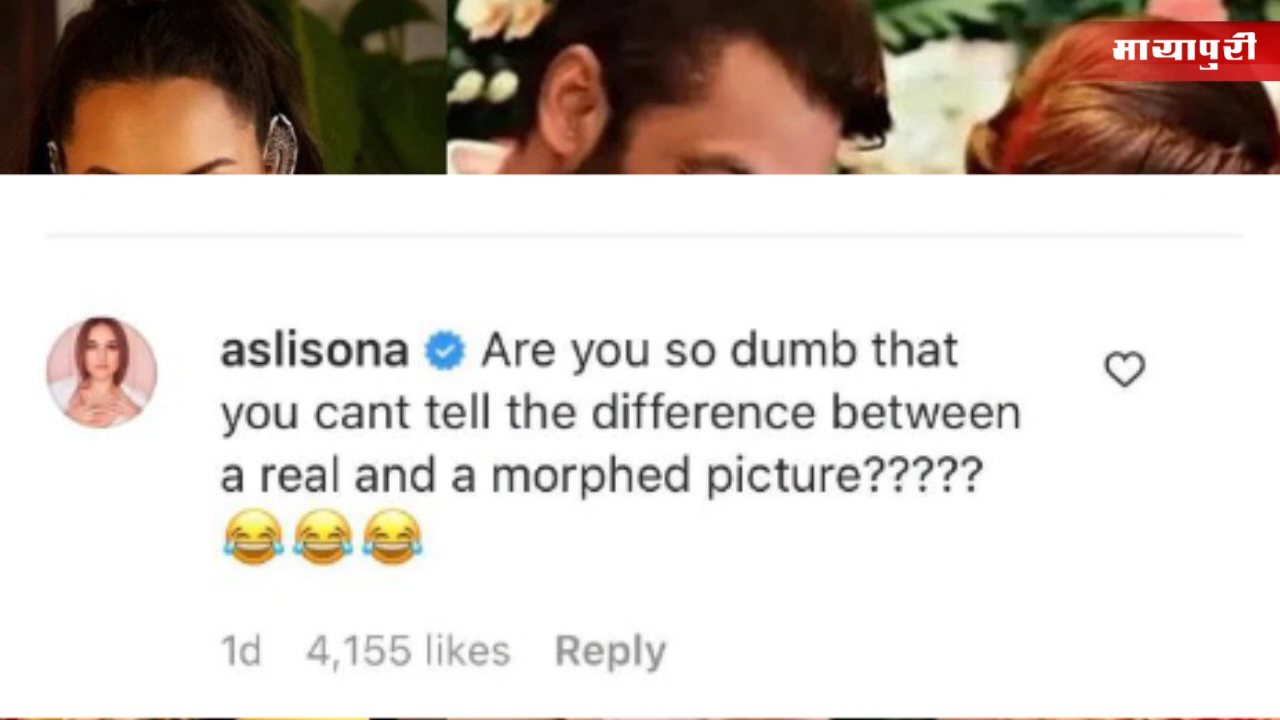 मायापुरी
aslisona Are you so dumb that
you cant tell the difference between
a real and a morphed picture?????
😂😂😂
1d 4,155 likes Reply